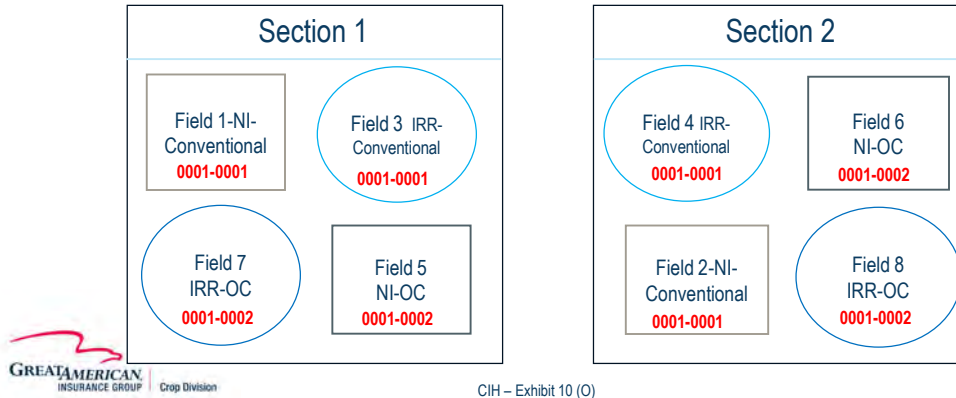 Section 1
Field 1-NI-
Conventional
0001-0001
Field 3 IRR-
Conventional
0001-0001
Field 7
IRR-OC
0001-0002
Field 5
NI-OC
0001-0002
Section 2
Field 4 IRR-
Conventional
0001-0001
Field 6
NI-OC
0001-0002
Field 2-NI-
Conventional
0001-0001
Field 8
IRR-OC
0001-0002
GREATAMERICAN.
INSURANCE GROUP | Crop Division
CIH – Exhibit 10 (O)